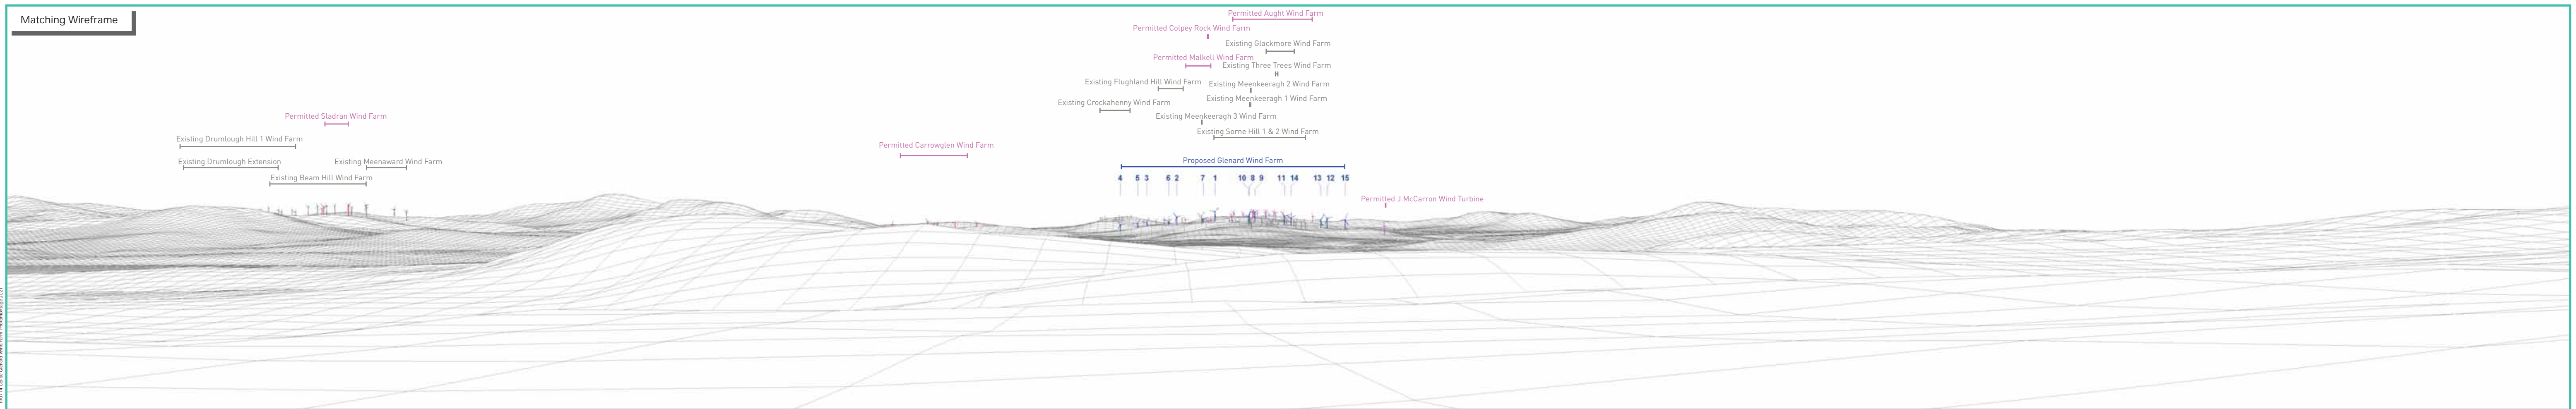 Matching Wireframe
Permitted Aught Wind Farm
Permitted Colpey Rock Wind Farm
Existing Glackmore Wind Farm
Permitted Malkell Wind Farm
Existing Three Trees Wind Farm
Existing Flughland Hill Wind Farm
Existing Meenkeeragh 2 Wind Farm
Existing Crockahenny Wind Farm
Existing Meenkeeragh 1 Wind Farm
Permitted Sladran Wind Farm
Existing Meenkeeragh 3 Wind Farm
Existing Sorne Hill 1 & 2 Wind Farm
Existing Drumlough Hill 1 Wind Farm
Permitted Carrowglen Wind Farm
Existing Drumlough Extension
Existing Meenaward Wind Farm
Proposed Glenard Wind Farm
Existing Beam Hill Wind Farm
4 5 3 6 2 7 1 10 8 9 11 14 13 12 15
Permitted J.McCarron Wind Turbine